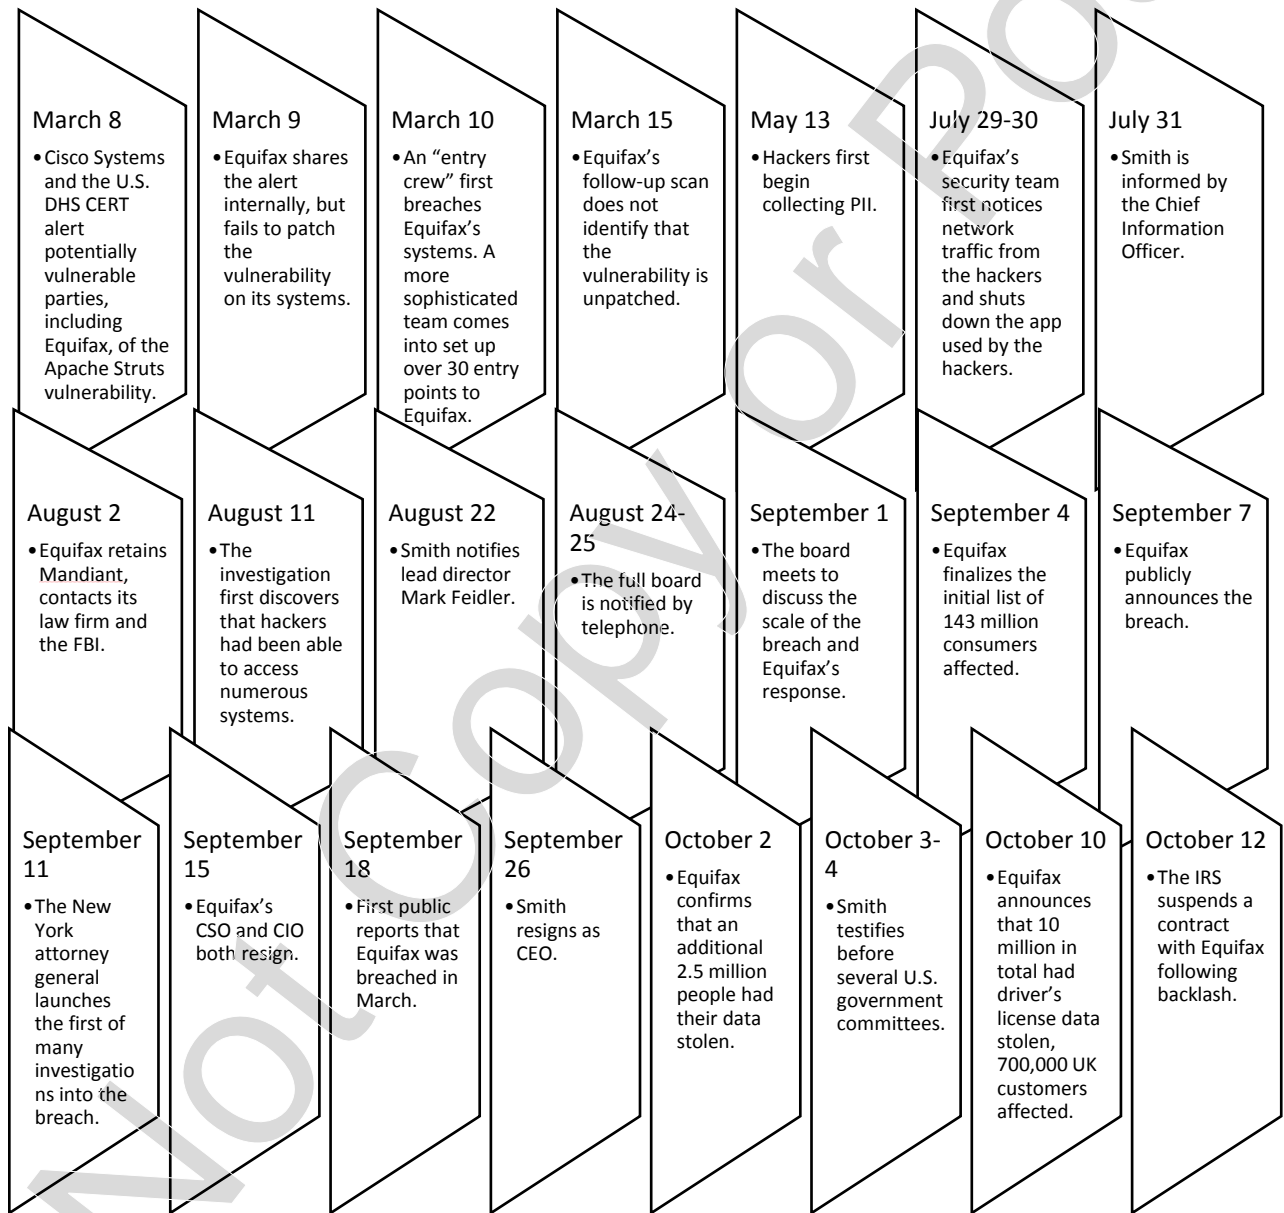 March 8
•Cisco Systems
and the U.S.
DHS CERT
alert
potentially
vulnerable
parties,
including
Equifax, of the
Apache Struts
vulnerability.
March 9
•Equifax shares
the alert
internally, but
fails to patch
the
vulnerability
on its systems.
March 10
•An “entry
crew” first
breaches
Equifax’s
systems. A
more
sophisticated
team comes
into set up
over 30 entry
points to
Equifax.
March 15
•Equifax’s
follow-up scan
does not
identify that
the
vulnerability is
unpatched.
May 13
•Hackers first
begin
collecting PII.
July 29-30
•Equifax’s
security team
first notices
network
traffic from
the hackers
and shuts
down the app
used by the
hackers.
July 31
•Smith is
informed by
the Chief
Information
Officer.
August 2
•Equifax retains
Mandiant,
contacts its
law firm and
the FBI.
August 11
•The
investigation
first discovers
that hackers
had been able
to access
numerous
systems.
August 22
•Smith notifies
lead director
Mark Feidler.
August 24-
25
•The full board
is notified by
telephone.
September 1
•The board
meets to
discuss the
scale of the
breach and
Equifax’s
response.
September 4
•Equifax
finalizes the
initial list of
143 million
consumers
affected.
September 7
•Equifax
publicly
announces the
breach.
September
11
•The New
York
attorney
general
launches
the first of
many
investigatio
ns into the
breach.
September
15
•Equifax’s
CSO and CIO
both resign.
September
18
•First public
reports that
Equifax was
breached in
March.
September
26
•Smith
resigns as
CEO.
October 2
•Equifax
confirms
that an
additional
2.5 million
people had
their data
stolen.
October 3-
4
•Smith
testifies
before
several U.S.
government
committees.
October 10
•Equifax
announces
that 10
million in
total had
driver’s
license data
stolen,
700,000 UK
customers
affected.
October 12
•The IRS
suspends a
contract
with Equifax
following
backlash.
Not Copy or Po